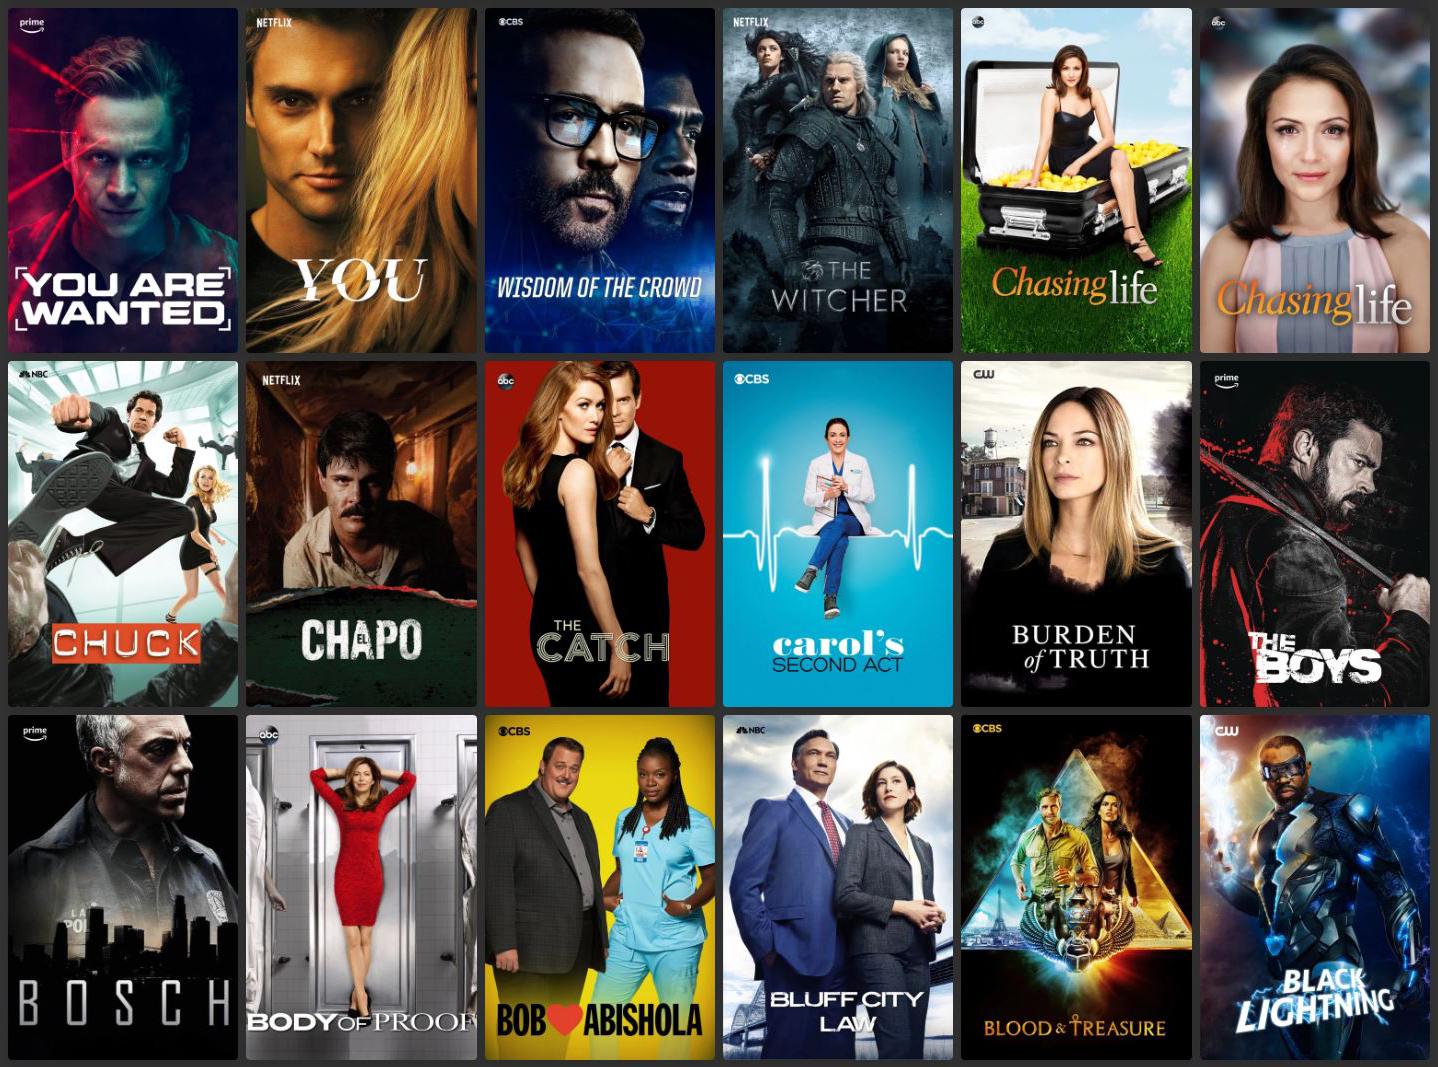 prime
YOU ARE
WANTED
NETFLIX
YOU
CBS
WISDOM OF THE CROWD
NETFLIX
THE
WITCHER
abc
Chasing life
abc
Chasing life
NBC
CHUCK
NETFLIX
EL
CHAPO
abc
THE
CATCH
CBS
carol's
SECOND ACT
CW
BURDEN
of TRUTH
prime
THE
BOYS
prime
LA
POL
BOSCH
abc
BODY OF PROOF
CBS
BOB ABISHOLA
NBC
BLUFF CITY
LAW
CBS
BLOOD & TREASURE
CW
BLACK
LIGHTNING